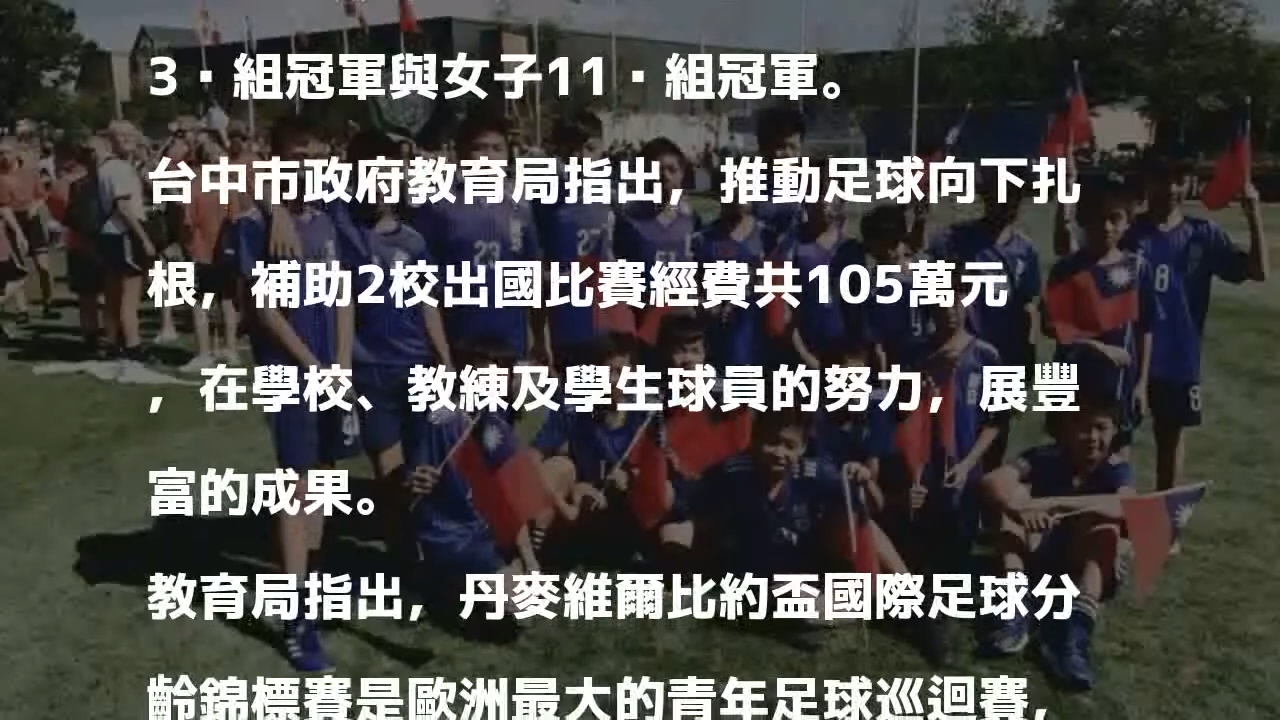 3·組冠軍與女子11·組冠軍。
台中市政府教育局指出，推動足球向下扎
根，補助2校出國比賽經費共105萬元
，在學校、教練及學生球員的努力，展豐
富的成果。
教育局指出，丹麥維爾比約盃國際足球分
齡錦標賽是歐洲最大的青年足球巡迴賽，
23
8
8